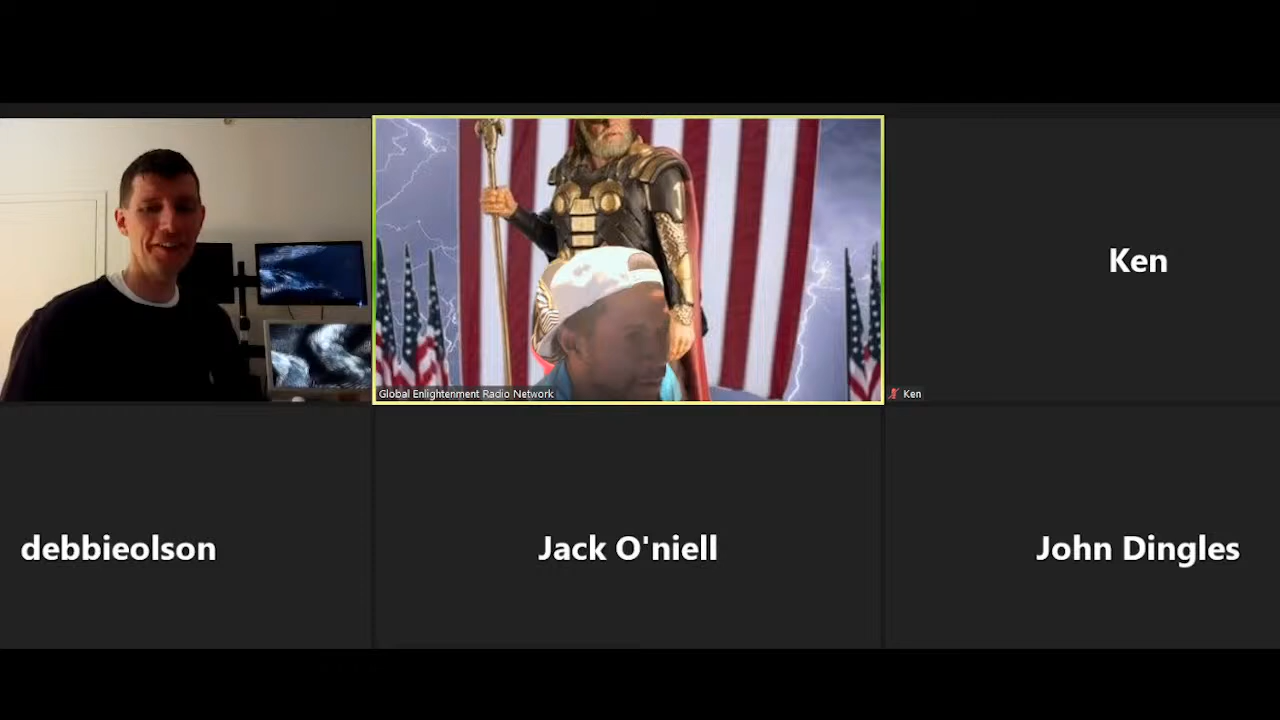 Ken
Global Enlightenment Radio Network
Ken
debbieolson
Jack O'niell
John Dingles